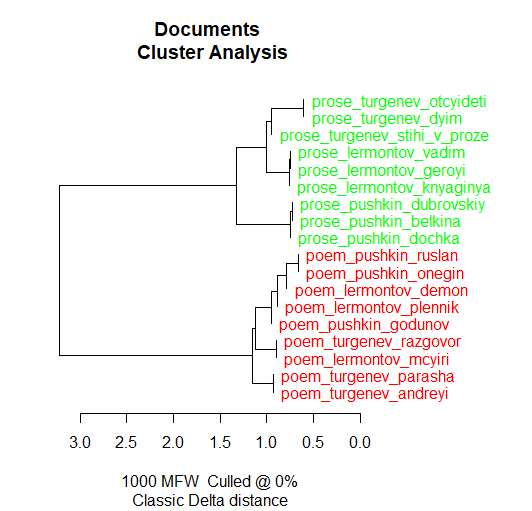 Documents
Cluster Analysis
prose_turgenev_otcyideti
prose_turgenev_dyim
prose_turgenev_stihi_v_proze
prose_lermontov_vadim
prose_lermontov_geroyi
prose_lermontov_knyaginya
prose_pushkin_dubrovskiy
prose_pushkin_belkina
prose_pushkin_dochka
poem_pushkin_ruslan
poem_pushkin_onegin
poem_lermontov_demon
poem_lermontov_plennik
poem_pushkin_godunov
poem_turgenev_razgovor
poem_lermontov_mcyiri
poem_turgenev_parasha
poem_turgenev_andreyi
3.0 2.5 2.0 1.5 1.0 0.5 0.0
1000 MFW Culled @ 0%
Classic Delta distance